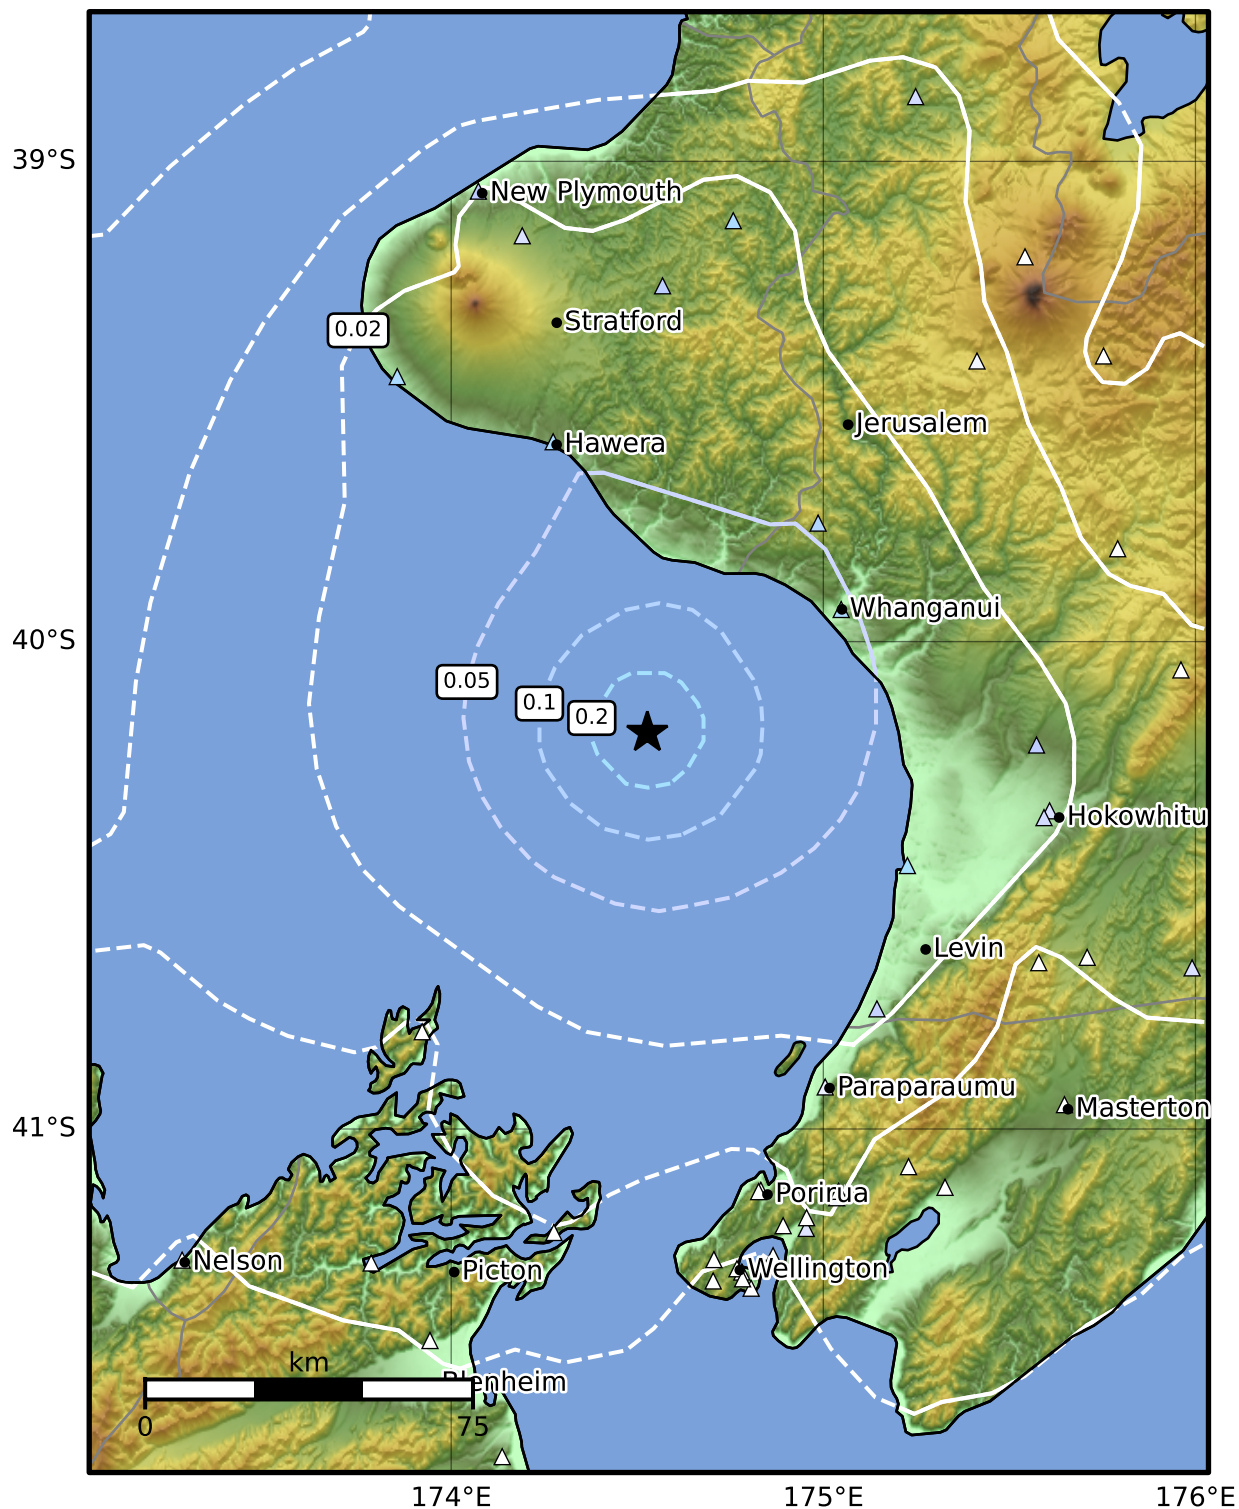 39°S
New Plymouth
Stratford
0.02
Jerusalem
Hawera
Whanganui
40°S
0.05
0.1
0.2
Hokowhitu
Levin
Paraparaumu
Masterton
41°S
Porirua
Nelson
Picton
Wellington
km
Blenheim
0
75
174°E
175°E
176°E